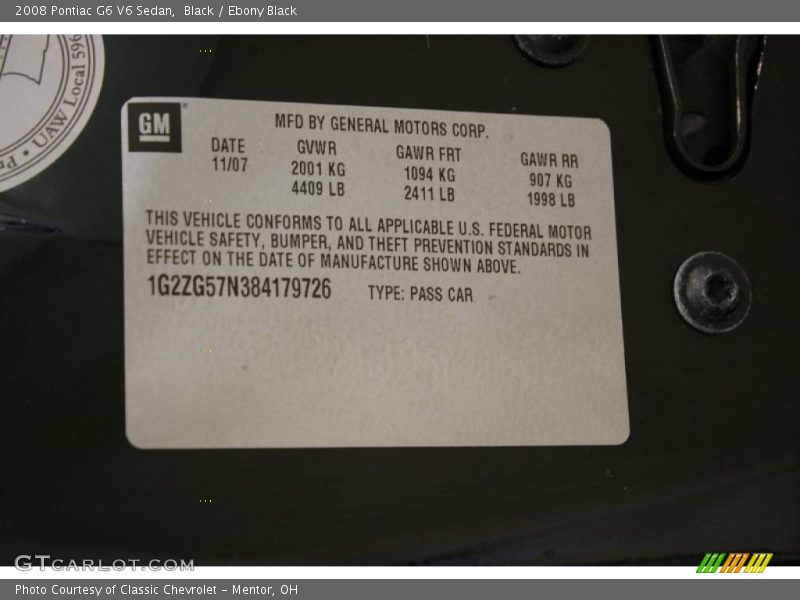 2008 Pontiac G6 V6 Sedan,  Black / Ebony Black
UAW Local 596
GM
MFD BY GENERAL MOTORS CORP.
DATE GVWR GAWR FRT GAWR RR
11/07 2001 KG 1094 KG 907 KG
4409 LB 2411 LB 1998 LB
THIS VEHICLE CONFORMS TO ALL APPLICABLE U.S. FEDERAL MOTOR
VEHICLE SAFETY, BUMPER, AND THEFT PREVENTION STANDARDS IN
EFFECT ON THE DATE OF MANUFACTURE SHOWN ABOVE.
1G2ZG57N384179726 TYPE: PASS CAR
GTCARLOT.COM
Photo Courtesy of Classic Chevrolet - Mentor, OH